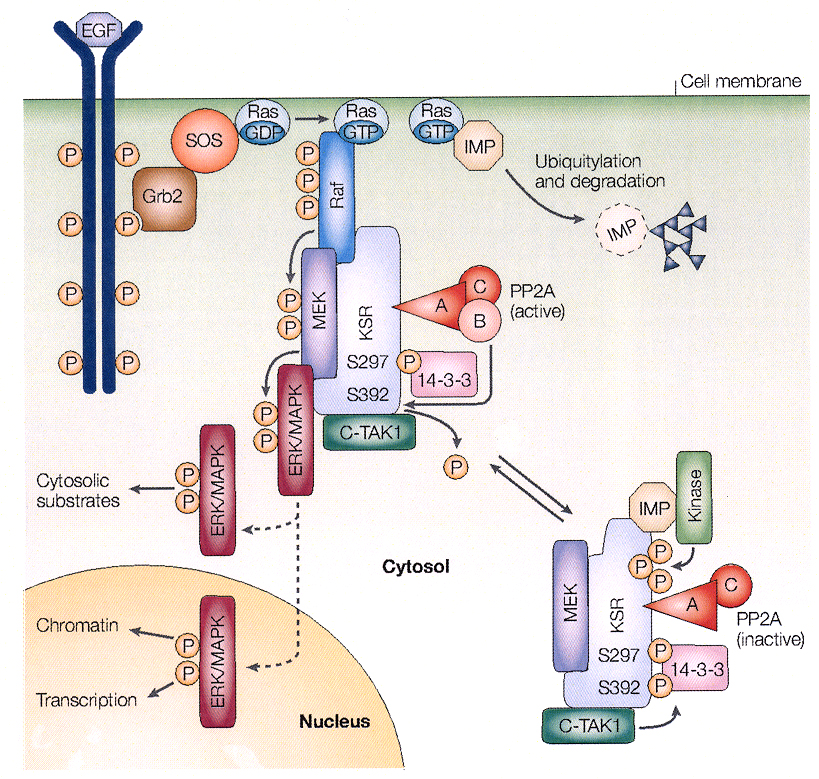 EGF
Cell membrane
Ras
GDP
Ras
GTP
Ras
GTP
SOS
IMP
P
P
P
P
P
Ubiquitylation
and degradation
Grb2
Raf
P
P
IMP
P
P
MEK
KSR
A
C
B
PP2A
(active)
P
P
P
P
S297
P
14-3-3
S392
P
P
ERK/MAPK
C-TAK1
P
Cytosolic
substrates
P
P
ERK/MAPK
IMP
Kinase
Cytosol
P
P
P
MEK
KSR
A
C
PP2A
(inactive)
Chromatin
P
P
ERK/MAPK
Transcription
S297
P
14-3-3
S392
P
Nucleus
C-TAK1